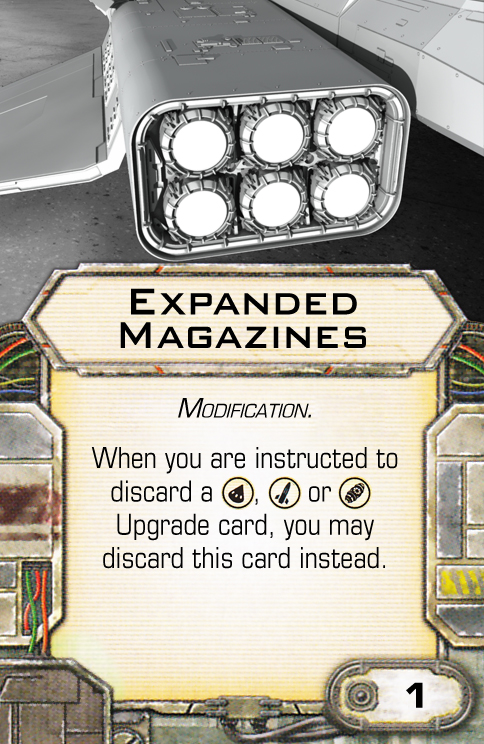 EXPANDED
MAGAZINES
MODIFICATION.
When you are instructed to
discard a , or
Upgrade card, you may
discard this card instead.
1